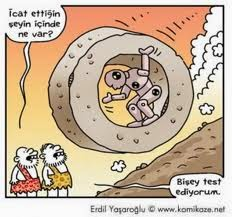 İcat ettiğin
şeyin içinde
ne var?
Bişey test
ediyorum.
Erdil Yaşaroğlu © www.komikaze.net